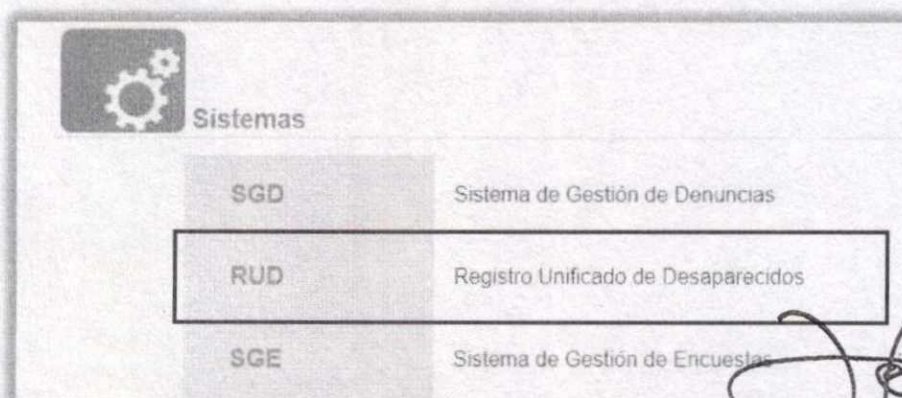 Sistemas
SGD Sistema de Gestión de Denuncias
RUD Registro Unificado de Desaparecidos
SGE Sistema de Gestión de Encuestas